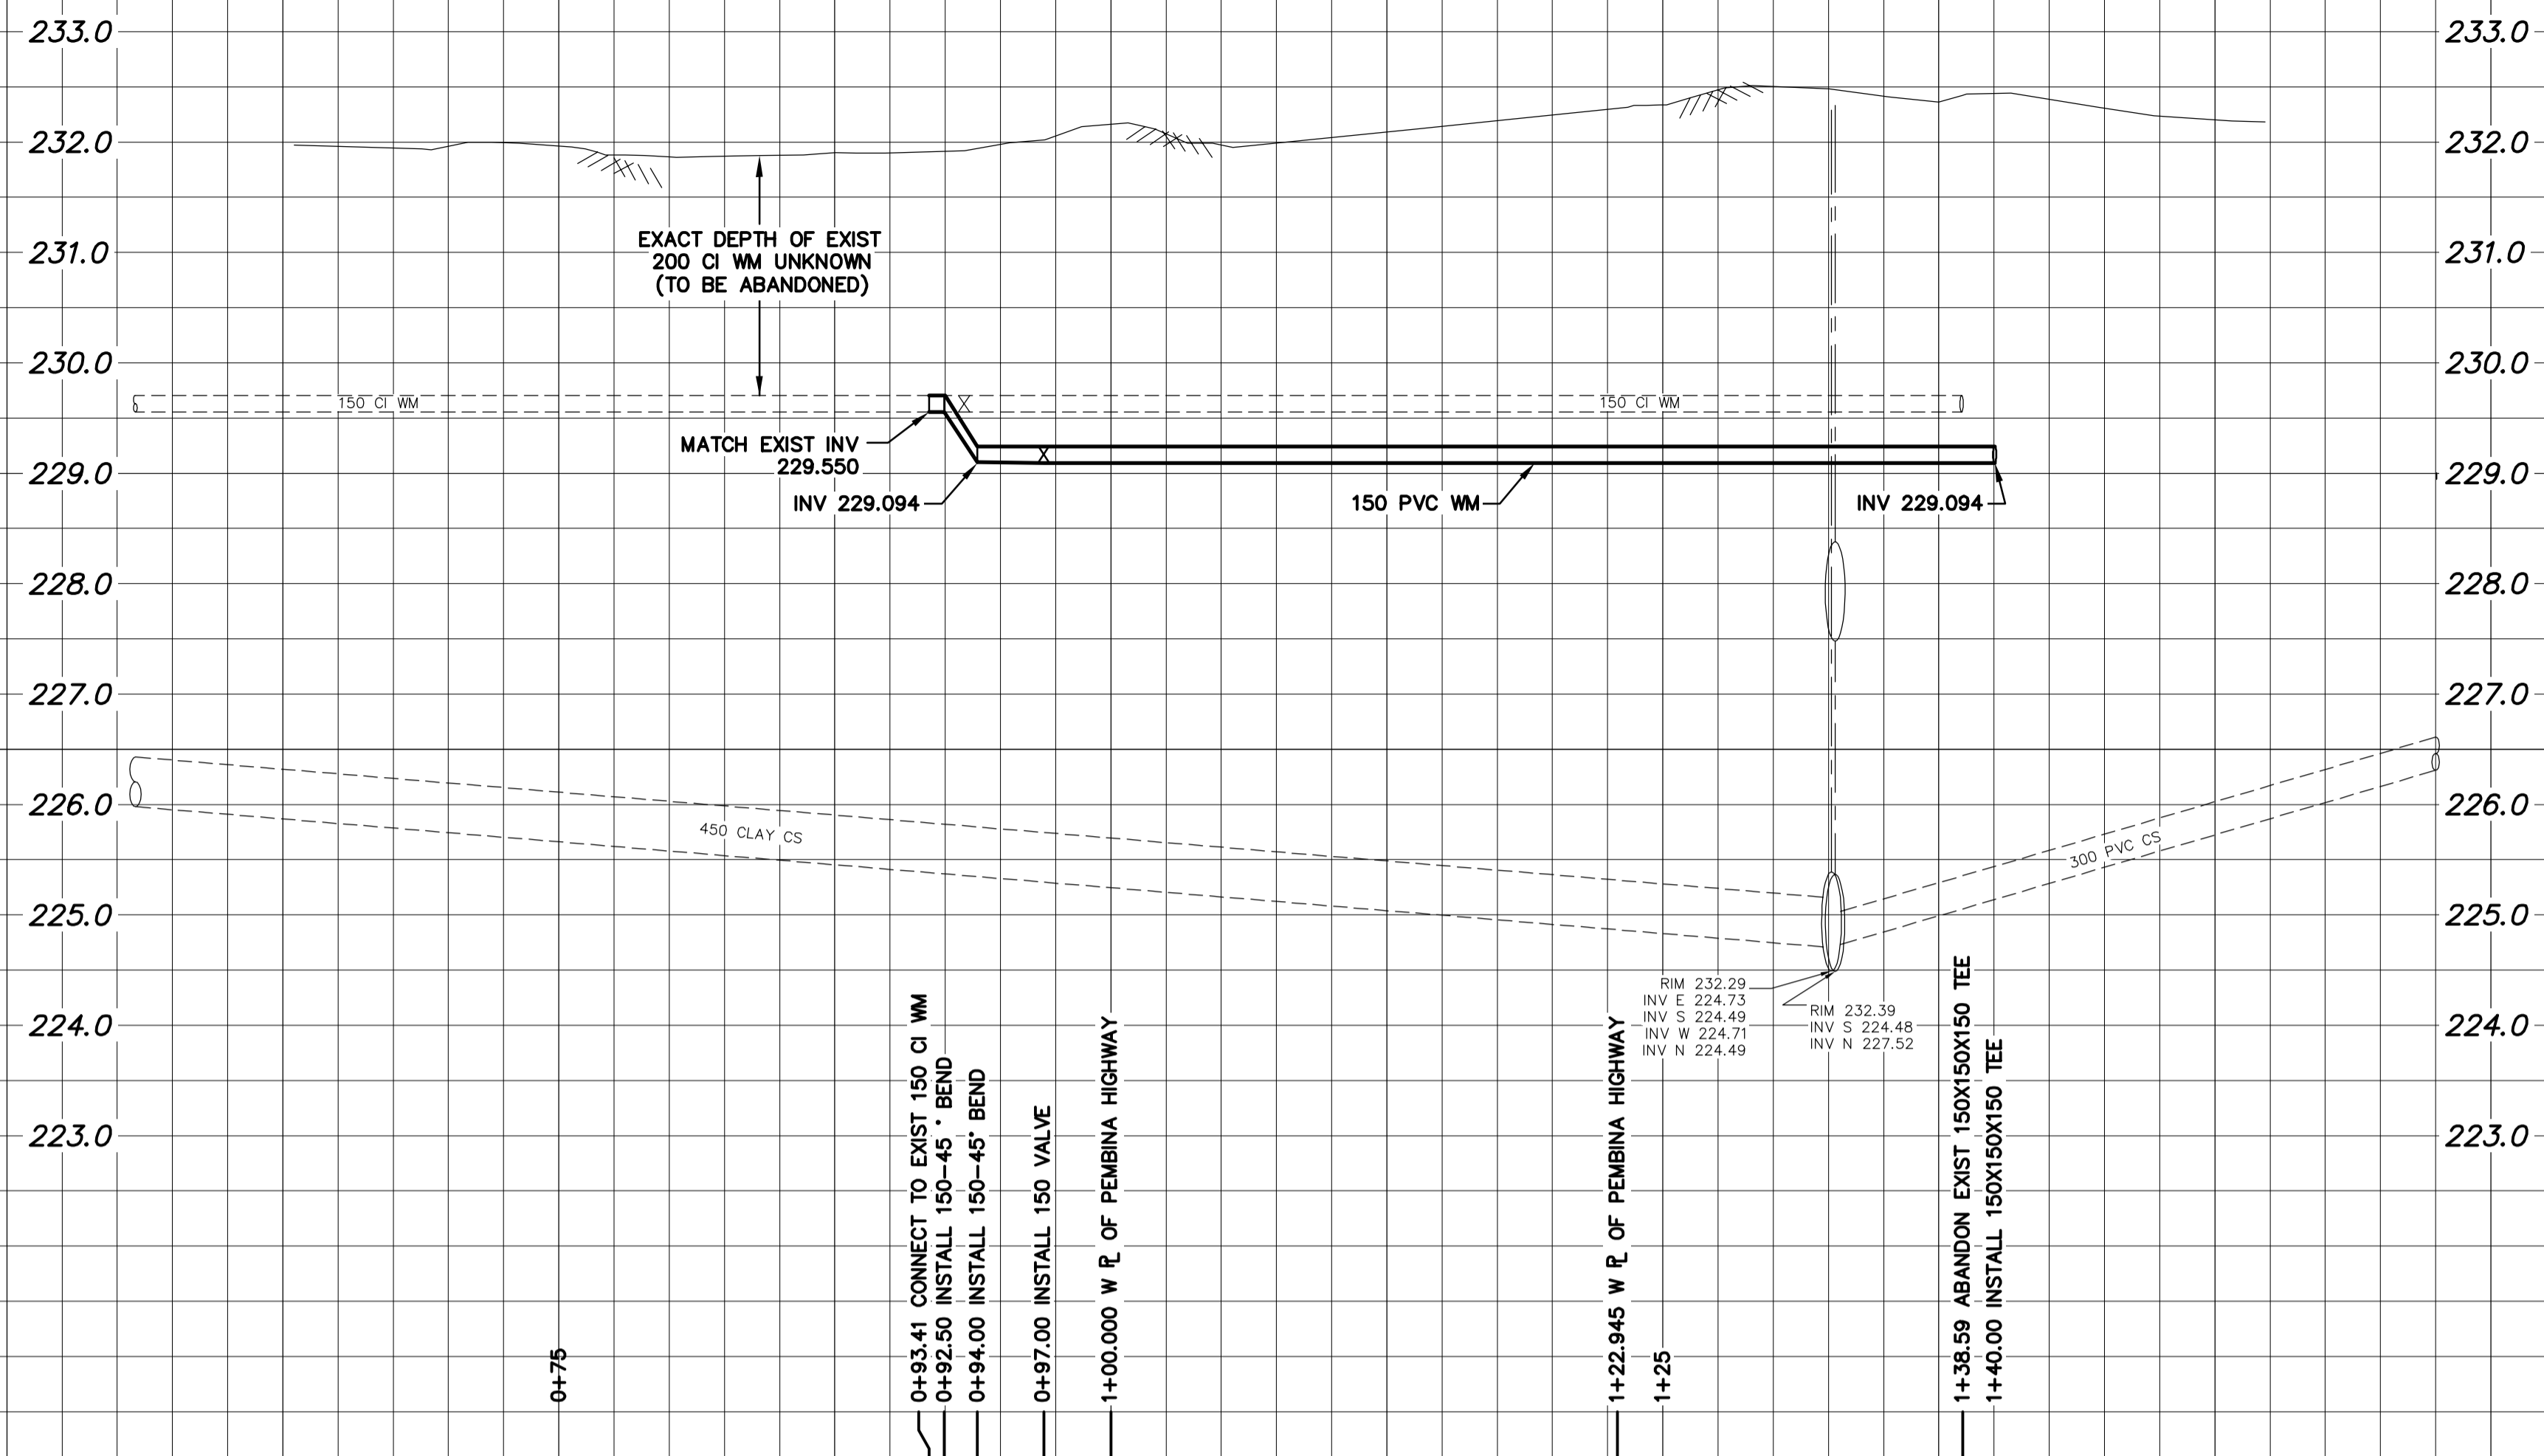 233.0
233.0
232.0
232.0
EXACT DEPTH OF EXIST
200 CI WM UNKNOWN
(TO BE ABANDONED)
231.0
231.0
230.0
230.0
150 CI WM
150 CI WM
MATCH EXIST INV
229.550
229.0
229.0
INV 229.094
150 PVC WM
INV 229.094
228.0
228.0
227.0
227.0
226.0
226.0
450 CLAY CS
300 PVC CS
225.0
225.0
RIM 232.29
INV E 224.73
INV S 224.49
INV W 224.71
INV N 224.49
RIM 232.39
INV S 224.48
INV N 227.52
224.0
224.0
223.0
223.0
0+75
0+93.41 CONNECT TO EXIST 150 CI WM
0+92.50 INSTALL 150-45° BEND
0+94.00 INSTALL 150-45° BEND
0+97.00 INSTALL 150 VALVE
1+00.000 W PL OF PEMBINA HIGHWAY
1+22.945 W PL OF PEMBINA HIGHWAY
1+25
1+38.59 ABANDON EXIST 150X150X150 TEE
1+40.00 INSTALL 150X150X150 TEE